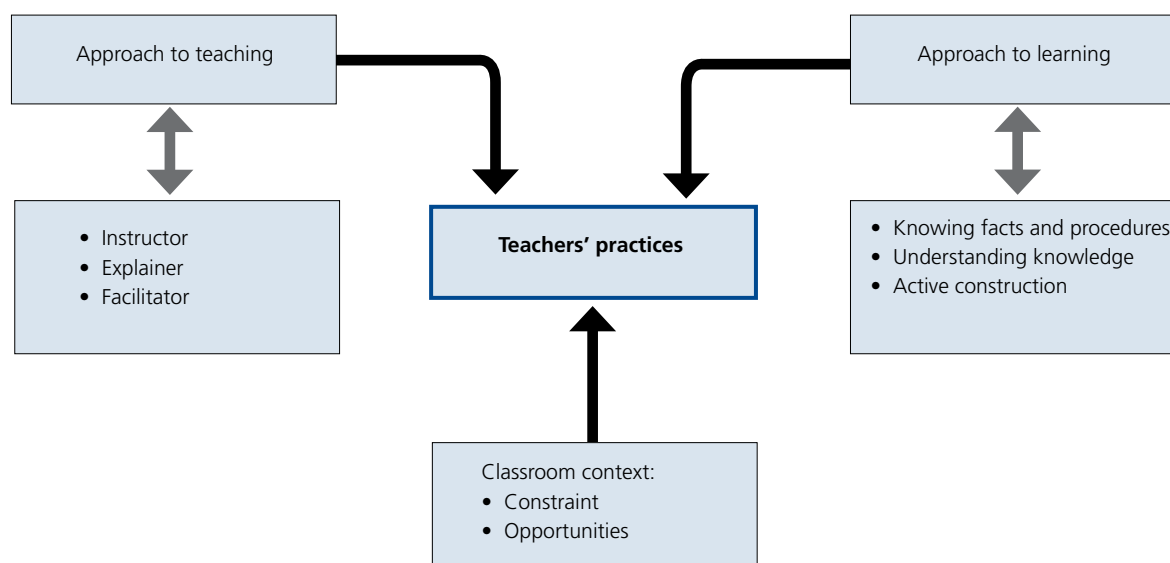 Approach to teaching
Approach to learning
• Instructor
• Explainer
• Facilitator
Teachers’ practices
• Knowing facts and procedures
• Understanding knowledge
• Active construction
Classroom context:
• Constraint
• Opportunities